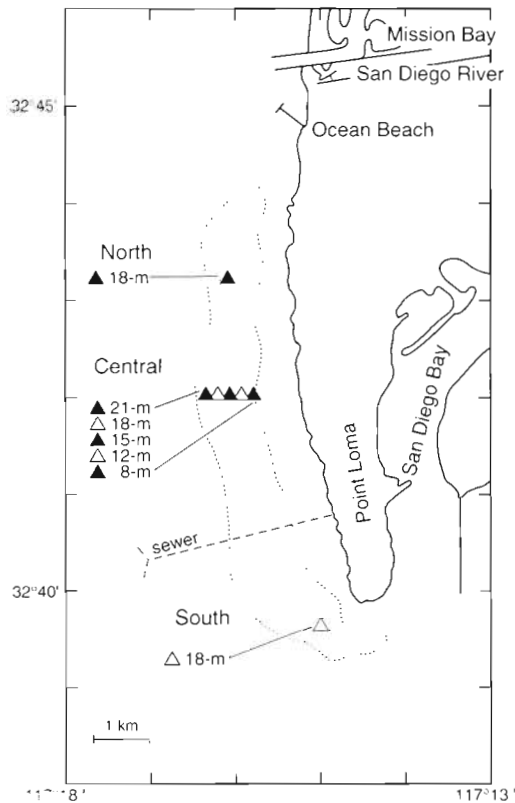 Mission Bay
San Diego River
32°45'
Ocean Beach
North
18-m
Central
21-m
18-m
15-m
12-m
8-m
San Diego Bay
Point Loma
sewer
32°40'
South
18-m
1 km
117°13'